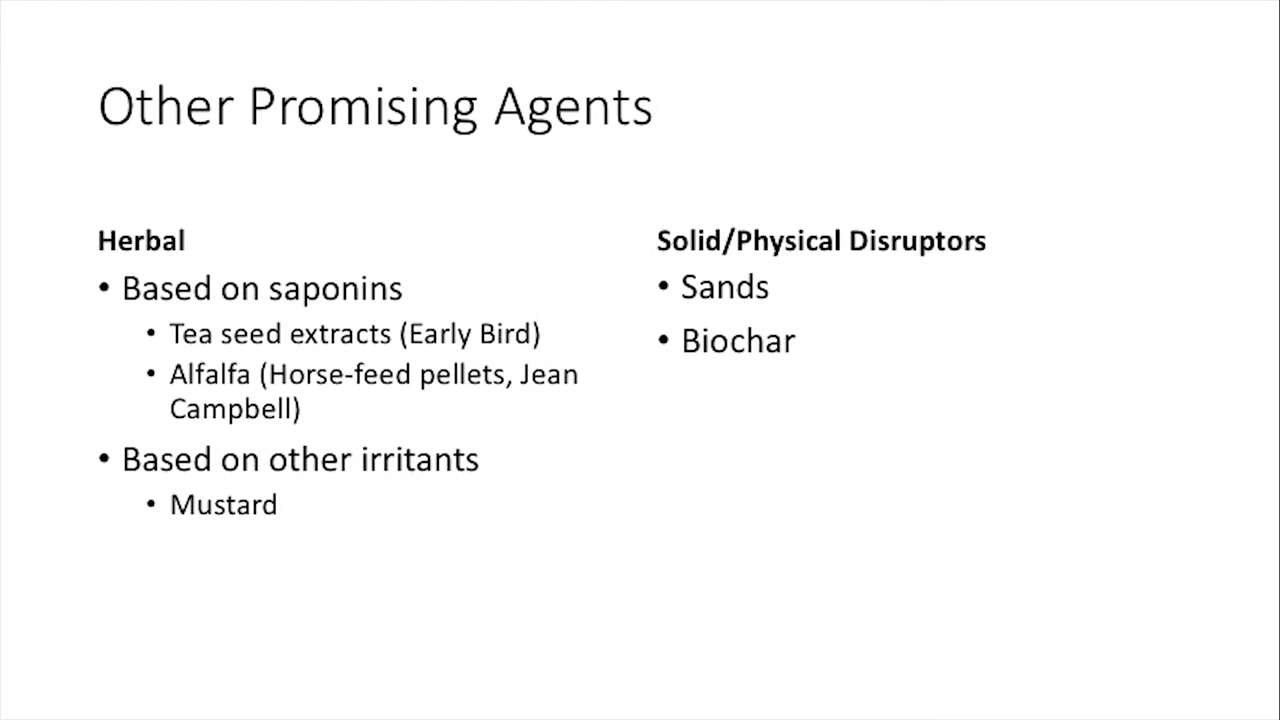 Other Promising Agents
Herbal
• Based on saponins
• Tea seed extracts (Early Bird)
• Alfalfa (Horse-feed pellets, Jean
Campbell)
• Based on other irritants
• Mustard
Solid/Physical Disruptors
• Sands
• Biochar